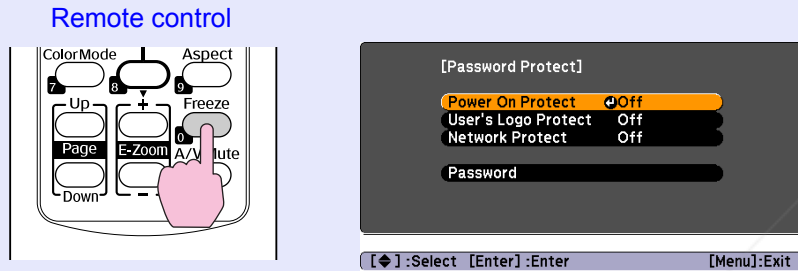 Remote control
ColorMode
Aspect
7
8
9
Up
+
Freeze
0
Page
E-Zoom
A/V Mute
Down
−
[Password Protect]
Power On Protect Off
User's Logo Protect Off
Network Protect Off
Password
[◆] :Select [Enter] :Enter [Menu]:Exit